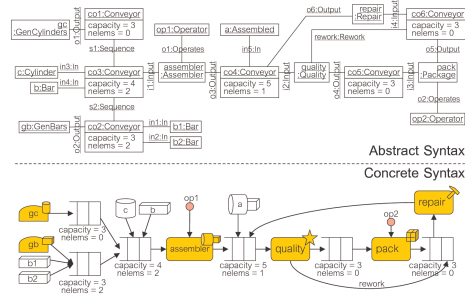 gc
:GenCylinders
o1:Output
co1:Conveyor
capacity = 3
nelems = 0
op1:Operator
a:Assembled
o6:Output
repair
:Repair
i4:Input
co6:Conveyor
capacity = 3
nelems = 0
s1:Sequence
o1:Operates
in5:In
rework:Rework
o5:Output
c:Cylinder
in3:In
b:Bar
in4:In
co3:Conveyor
capacity = 4
nelems = 2
i1:Input
assembler
:Assembler
o3:Output
co4:Conveyor
capacity = 5
nelems = 1
i2:Input
quality
:Quality
o4:Output
co5:Conveyor
capacity = 3
nelems = 0
i3:Input
pack
:Package
s2:Sequence
o2:Operates
gb:GenBars
o2:Output
co2:Conveyor
capacity = 3
nelems = 2
in1:In
b1:Bar
in2:In
b2:Bar
op2:Operator
Abstract Syntax
Concrete Syntax
gc
capacity = 3
nelems = 0
c
b
op1
a
op2
repair
gb
b1
b2
capacity = 3
nelems = 2
capacity = 4
nelems = 2
assembler
capacity = 5
nelems = 1
quality
capacity = 3
nelems = 0
pack
capacity = 3
nelems = 0
rework